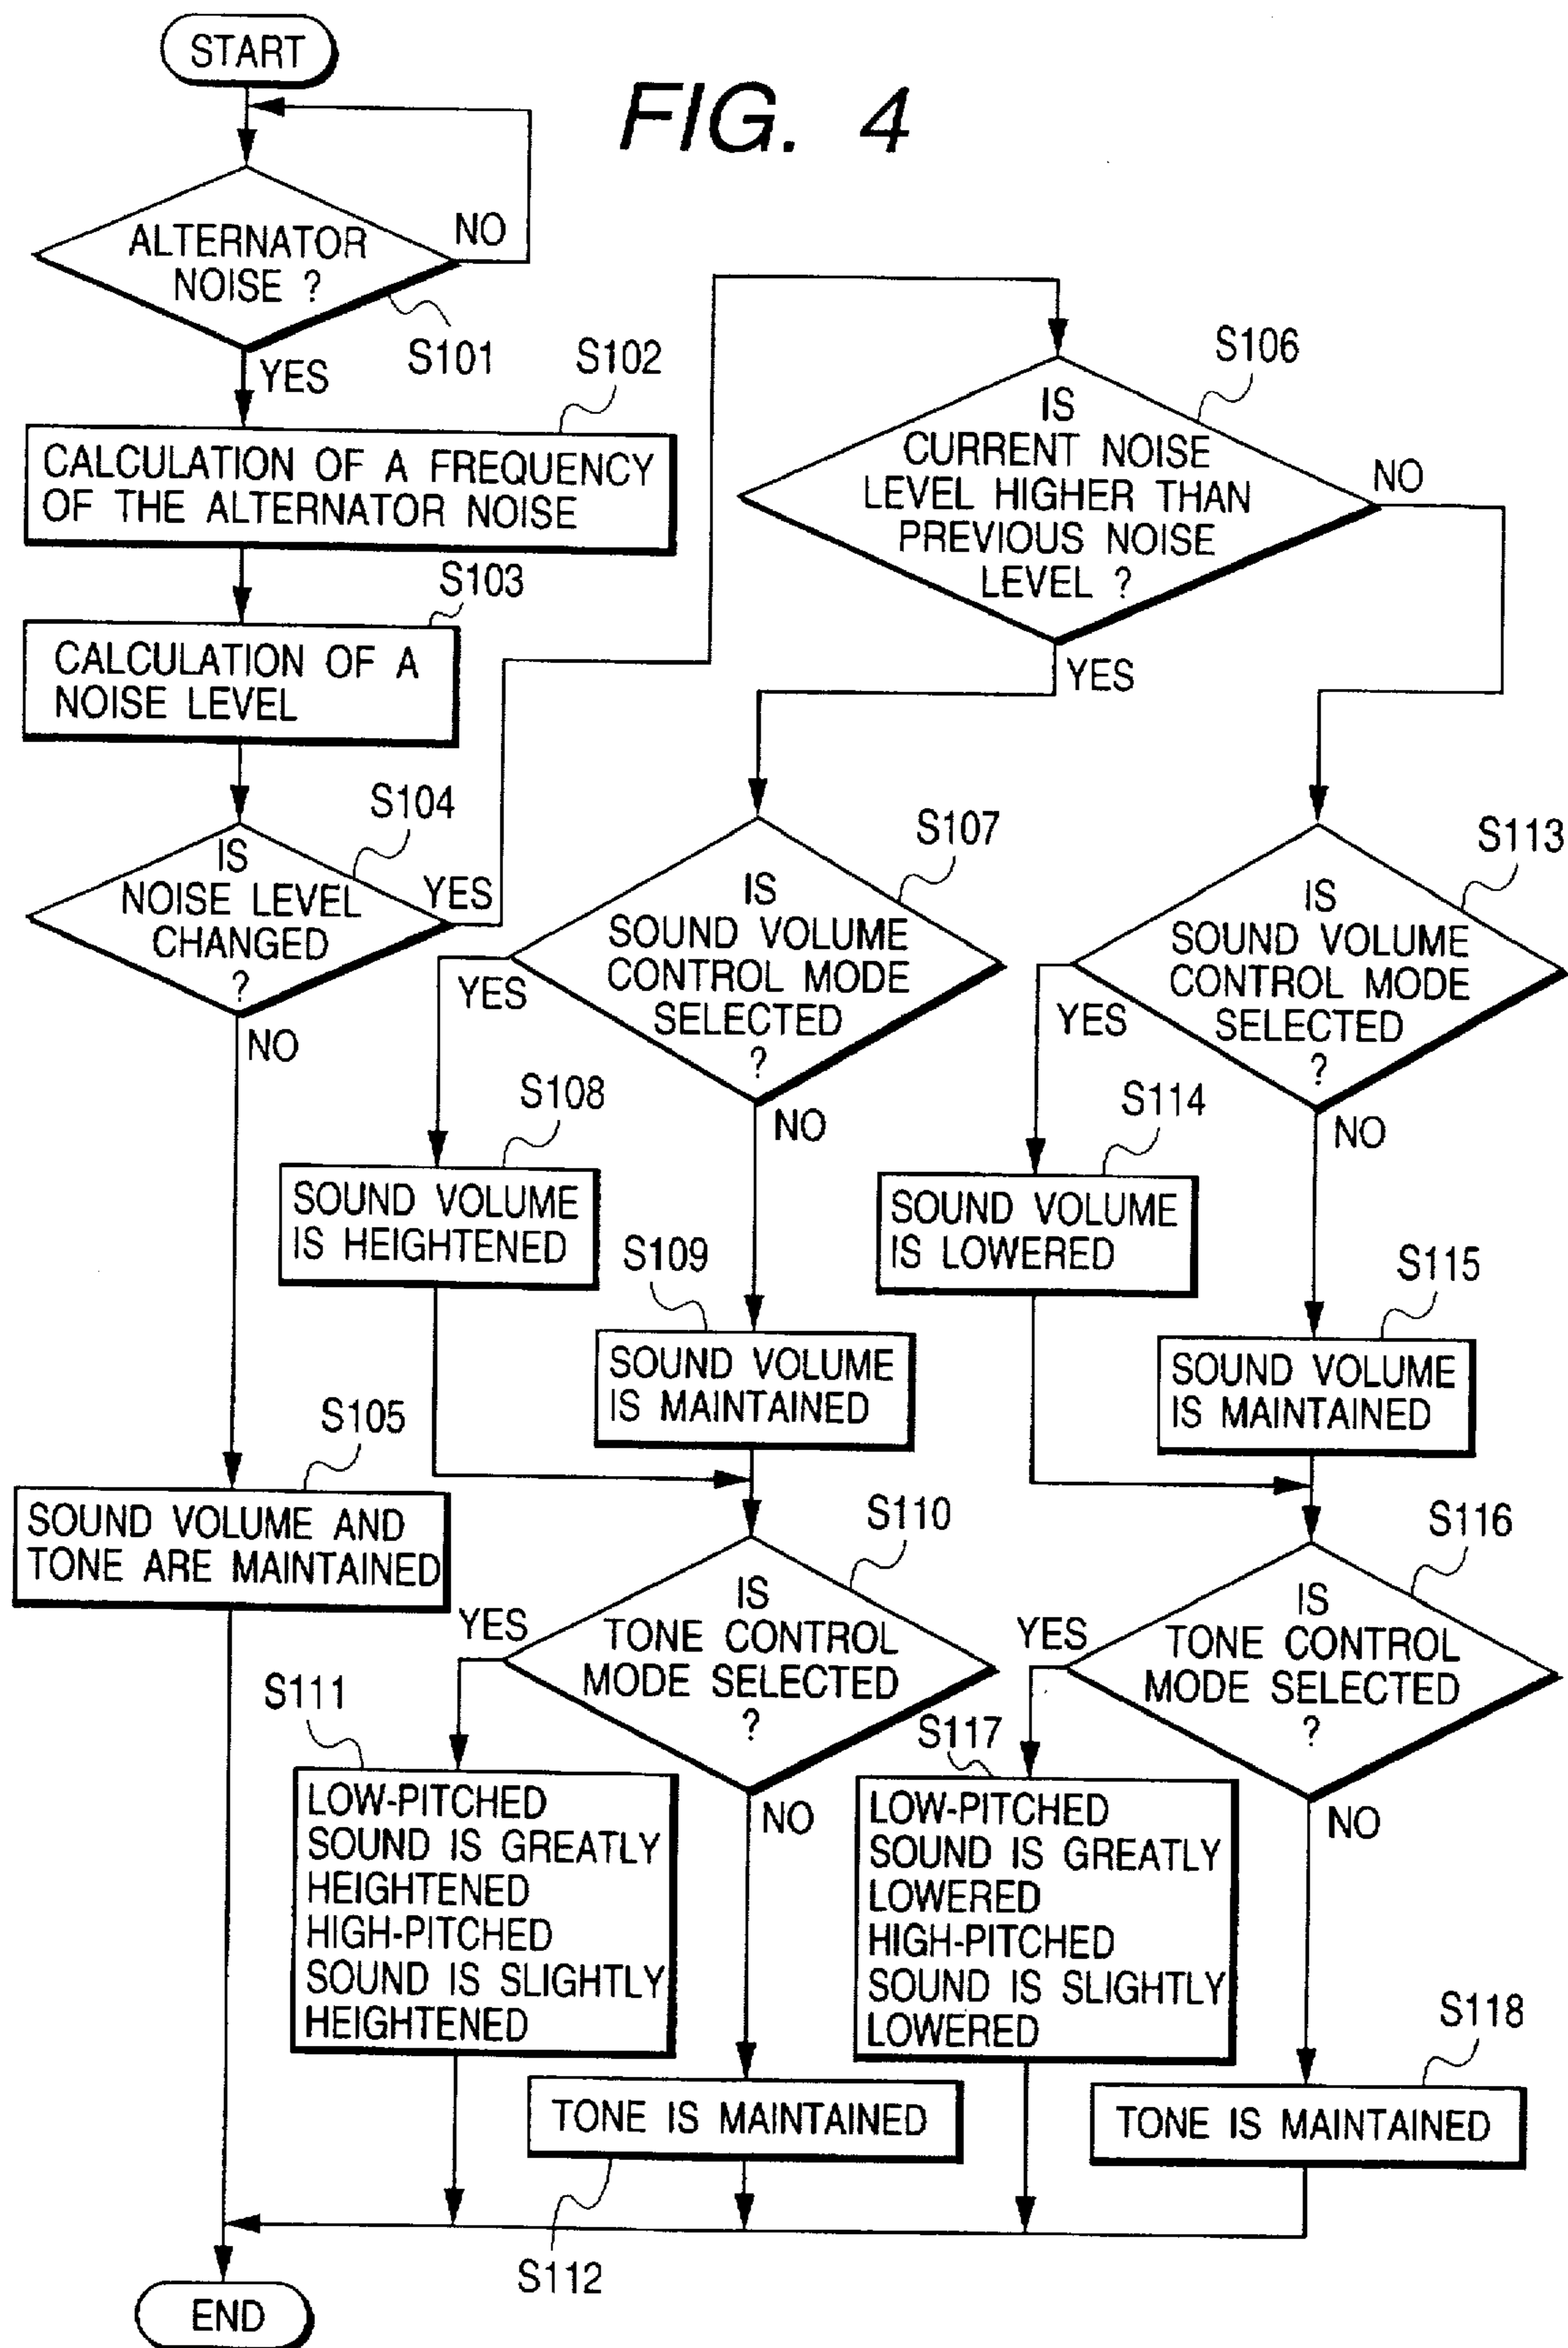 START
FIG. 4
ALTERNATOR
NOISE ?
NO
S101
YES
S102
CALCULATION OF A FREQUENCY
OF THE ALTERNATOR NOISE
S103
CALCULATION OF A
NOISE LEVEL
S104
IS
NOISE LEVEL
CHANGED
?
YES
NO
S105
SOUND VOLUME AND
TONE ARE MAINTAINED
S106
IS
CURRENT NOISE
LEVEL HIGHER THAN
PREVIOUS NOISE
LEVEL ?
NO
YES
S107
IS
SOUND VOLUME
CONTROL MODE
SELECTED
?
YES
NO
S108
SOUND VOLUME
IS HEIGHTENED
S109
SOUND VOLUME
IS MAINTAINED
S110
IS
TONE CONTROL
MODE SELECTED
?
YES
NO
S111
LOW-PITCHED
SOUND IS GREATLY
HEIGHTENED
HIGH-PITCHED
SOUND IS SLIGHTLY
HEIGHTENED
TONE IS MAINTAINED
S112
S113
IS
SOUND VOLUME
CONTROL MODE
SELECTED
?
YES
NO
S114
SOUND VOLUME
IS LOWERED
S115
SOUND VOLUME
IS MAINTAINED
S116
IS
TONE CONTROL
MODE SELECTED
?
YES
NO
S117
LOW-PITCHED
SOUND IS GREATLY
LOWERED
HIGH-PITCHED
SOUND IS SLIGHTLY
LOWERED
S118
TONE IS MAINTAINED
END